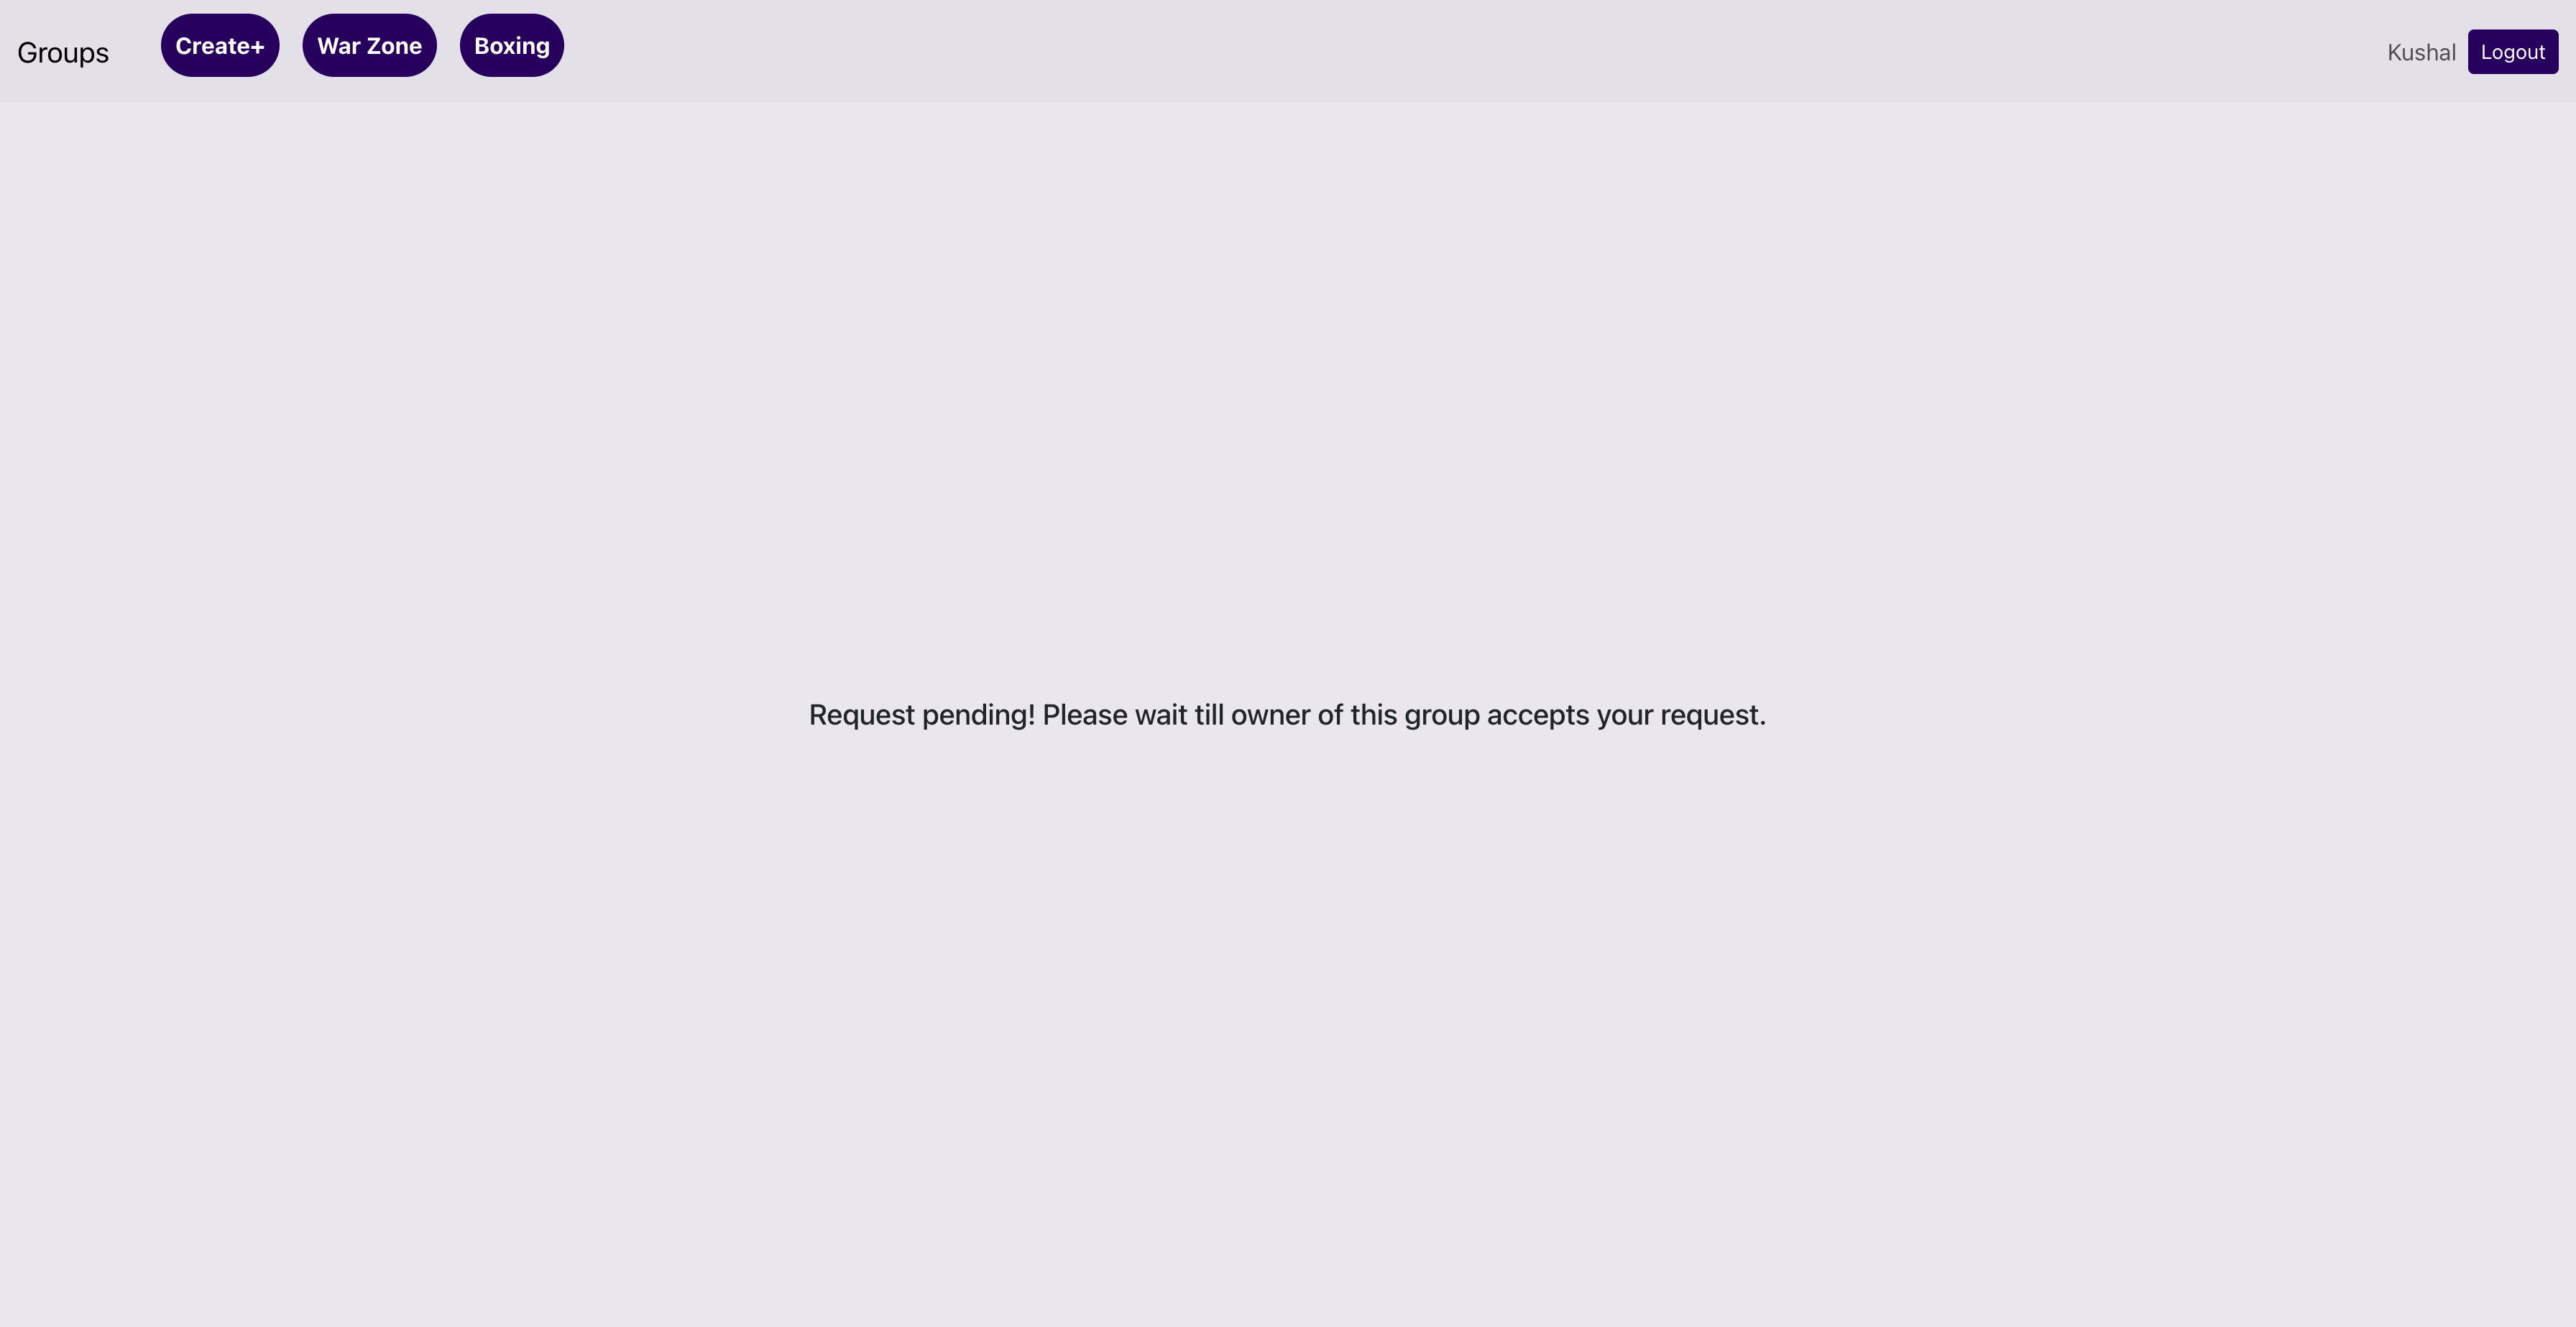 Groups
Create+
War Zone
Boxing
Kushal
Logout
Request pending! Please wait till owner of this group accepts your request.